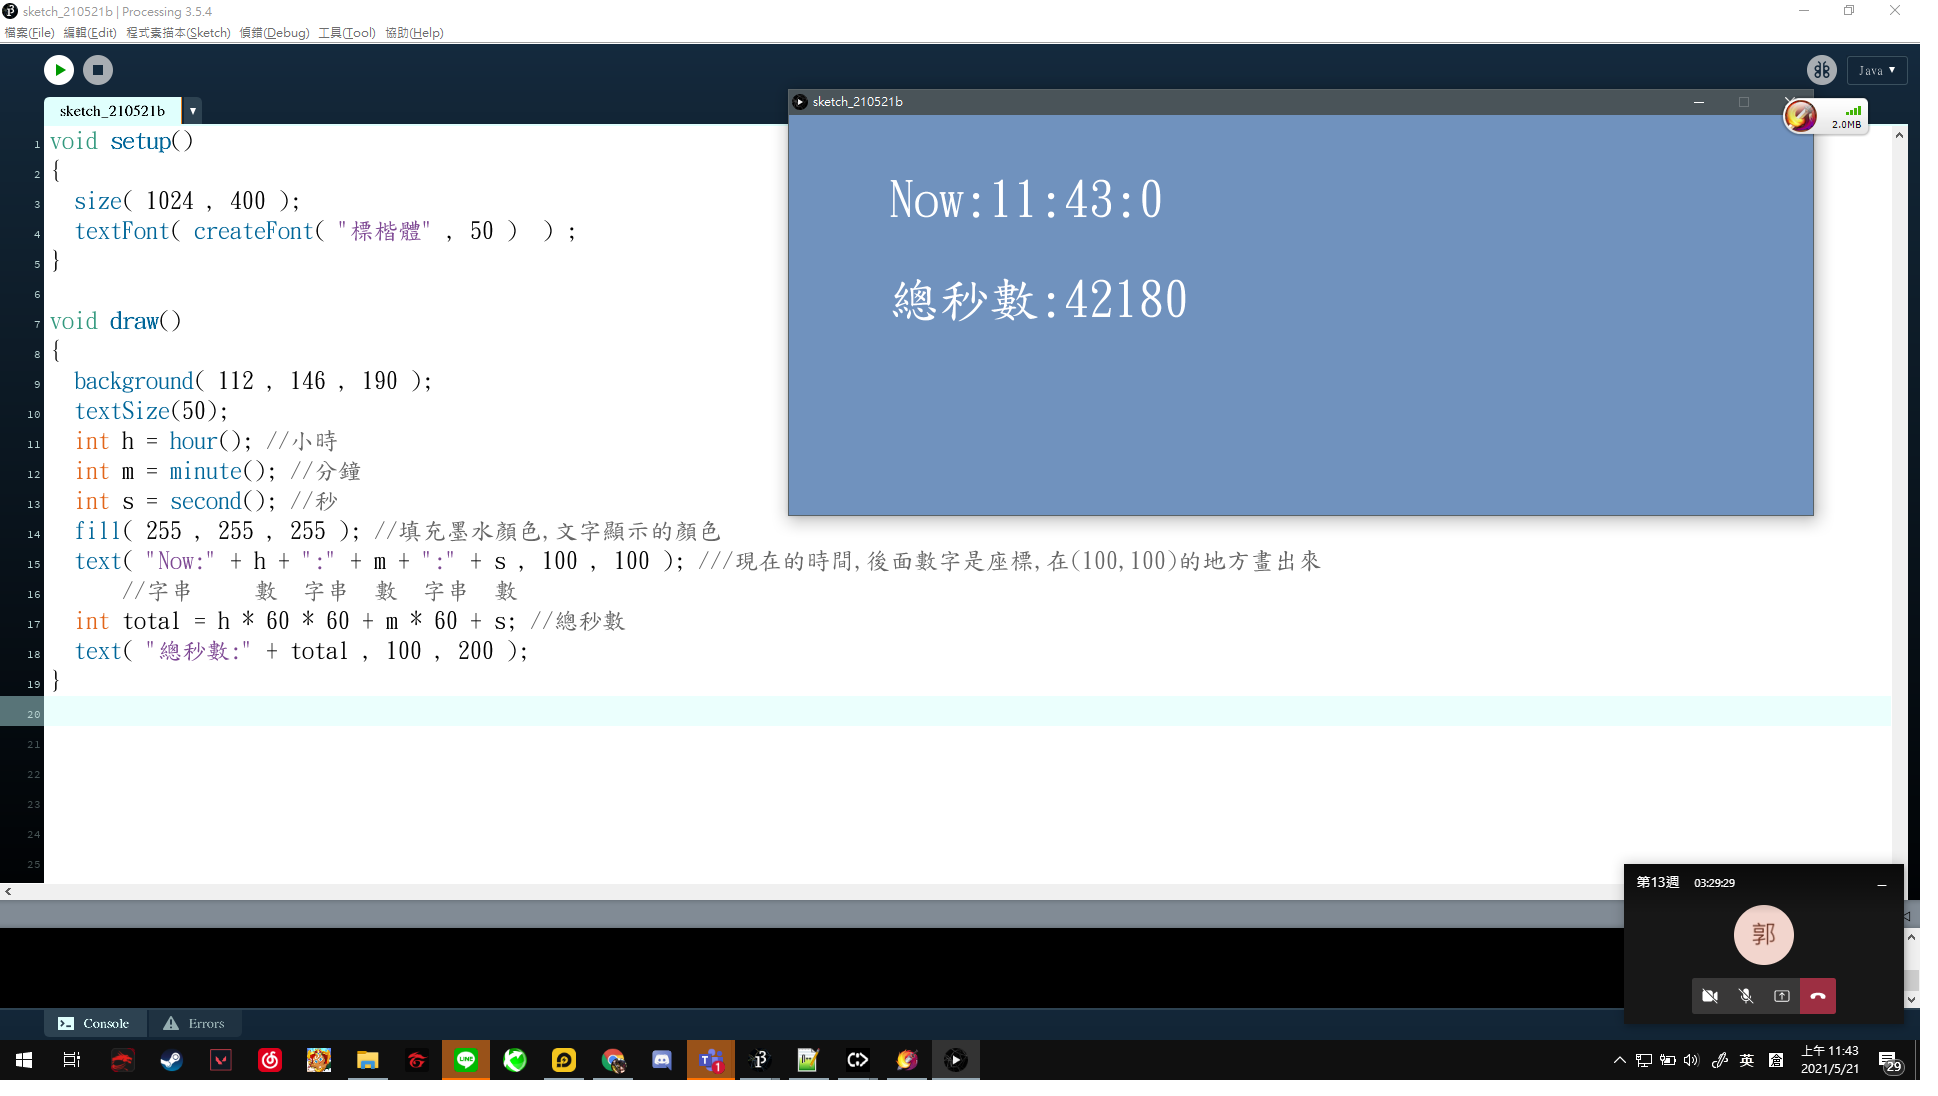 sketch_210521b | Processing 3.5.4
檔案(File) 編輯(Edit) 程式素描本(Sketch) 偵錯(Debug) 工具(Tool) 協助(Help)
Java ▼
sketch_210521b ▼
1 void setup()
2 {
3 size( 1024 , 400 );
4 textFont( createFont( "標楷體" , 50 ) ) ;
5 }
6
7 void draw()
8 {
9 background( 112 , 146 , 190 );
10 textSize(50);
11 int h = hour(); //小時
12 int m = minute(); //分鐘
13 int s = second(); //秒
14 fill( 255 , 255 , 255 ); //填充墨水顏色,文字顯示的顏色
15 text( "Now:" + h + ":" + m + ":" + s , 100 , 100 ); ///現在的時間,後面數字是座標,在(100,100)的地方畫出來
16 //字串 數 字串 數 字串 數
17 int total = h * 60 * 60 + m * 60 + s; //總秒數
18 text( "總秒數:" + total , 100 , 200 );
19 }
20
21
22
23
24
25
sketch_210521b
2.0MB
Now:11:43:0
總秒數:42180
第13週 03:29:29
郭
Console Errors
LINE
1
英
倉
上午 11:43
2021/5/21
29